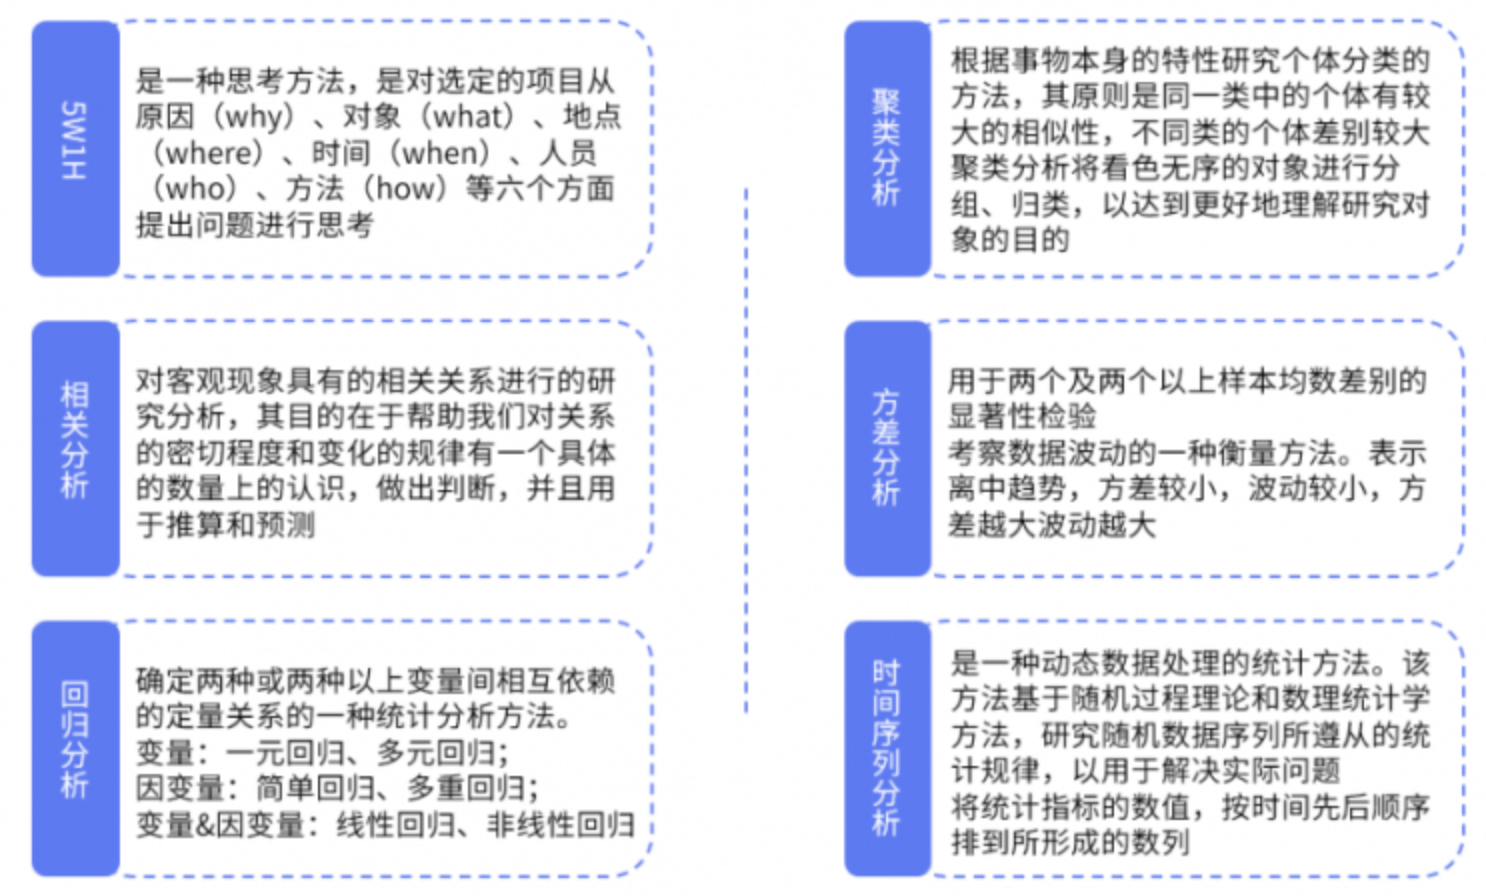 5W1H
是一种思考方法，是对选定的项目从
原因（why）、对象（what）、地点
（where）、时间（when）、人员
（who）、方法（how）等六个方面
提出问题进行思考
相关分析
对客观现象具有的相关关系进行的研
究分析，其目的在于帮助我们对关系
的密切程度和变化的规律有一个具体
的数量上的认识，做出判断，并且用
于推算和预测
回归分析
确定两种或两种以上变量间相互依赖
的定量关系的一种统计分析方法。
变量：一元回归、多元回归；
因变量：简单回归、多重回归；
变量&因变量：线性回归、非线性回归
聚类分析
根据事物本身的特性研究个体分类的
方法，其原则是同一类中的个体有较
大的相似性，不同类的个体差别较大
聚类分析将看色无序的对象进行分
组、归类，以达到更好地理解研究对
象的目的
方差分析
用于两个及两个以上样本均数差别的
显著性检验
考察数据波动的一种衡量方法。表示
离中趋势，方差较小，波动较小，方
差越大波动越大
时间序列分析
是一种动态数据处理的统计方法。该
方法基于随机过程理论和数理统计学
方法，研究随机数据序列所遵从的统
计规律，以用于解决实际问题
将统计指标的数值，按时间先后顺序
排到所形成的数列